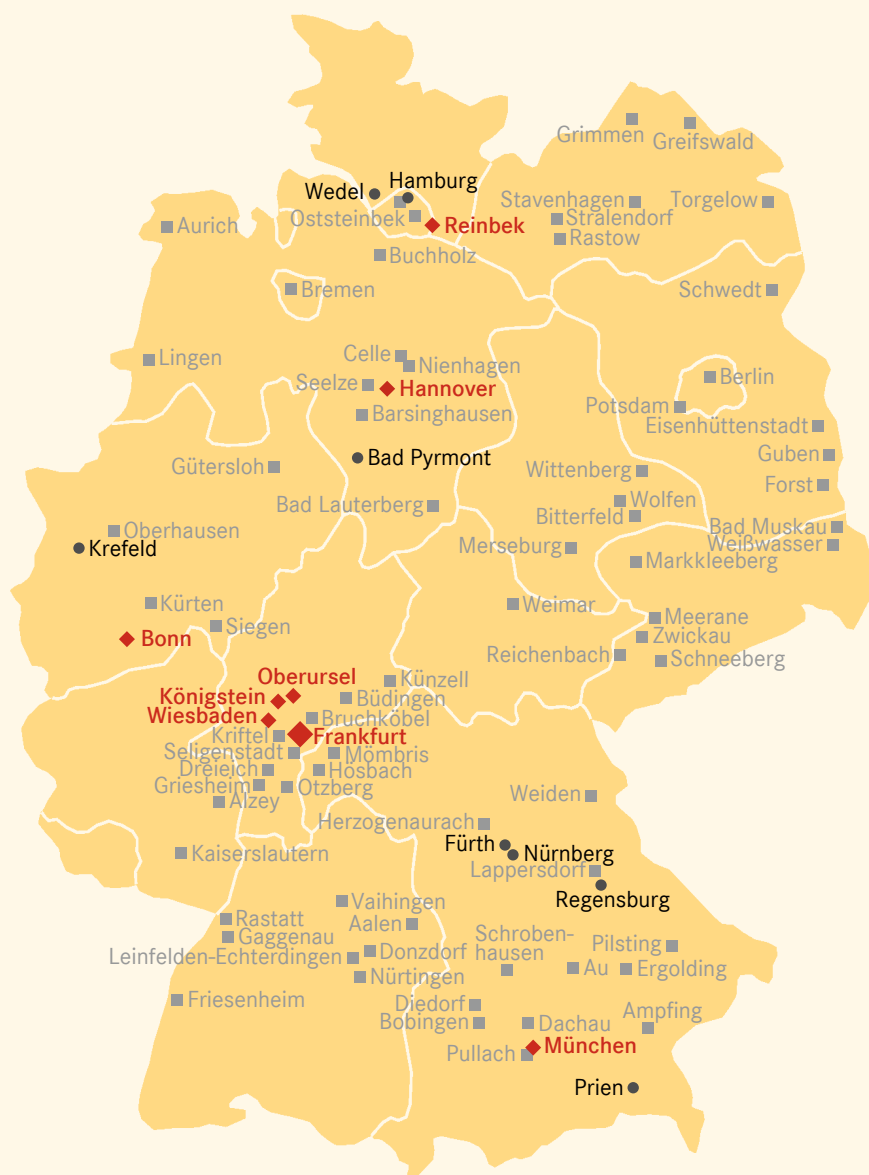 Grimmen
Greifswald
Wedel
Hamburg
Stavenhagen
Torgelow
Oststeinbek
Stralendorf
Aurich
Reinbek
Rastow
Buchholz
Bremen
Schwedt
Celle
Lingen
Nienhagen
Seelze
Hannover
Berlin
Potsdam
Barsinghausen
Eisenhüttenstadt
Bad Pyrmont
Guben
Gütersloh
Wittenberg
Forst
Bad Lauterberg
Wolfen
Bitterfeld
Oberhausen
Bad Muskau
Krefeld
Merseburg
Weißwasser
Markkleeberg
Kürten
Weimar
Meerane
Siegen
Bonn
Zwickau
Reichenbach
Schneeberg
Oberursel
Künzell
Königstein
Büdingen
Wiesbaden
Bruchköbel
Kriftel
Frankfurt
Seligenstadt
Mömbris
Dreieich
Hösbach
Griesheim
Otzberg
Alzey
Weiden
Herzogenaurach
Fürth
Kaiserslautern
Nürnberg
Lappersdorf
Regensburg
Vaihingen
Rastatt
Aalen
Gaggenau
Schroben-
hausen
Pilsting
Leinfelden-Echterdingen
Donzdorf
Au
Ergolding
Nürtingen
Friesenheim
Diedorf
Ampfing
Bobingen
Dachau
München
Pullach
Prien